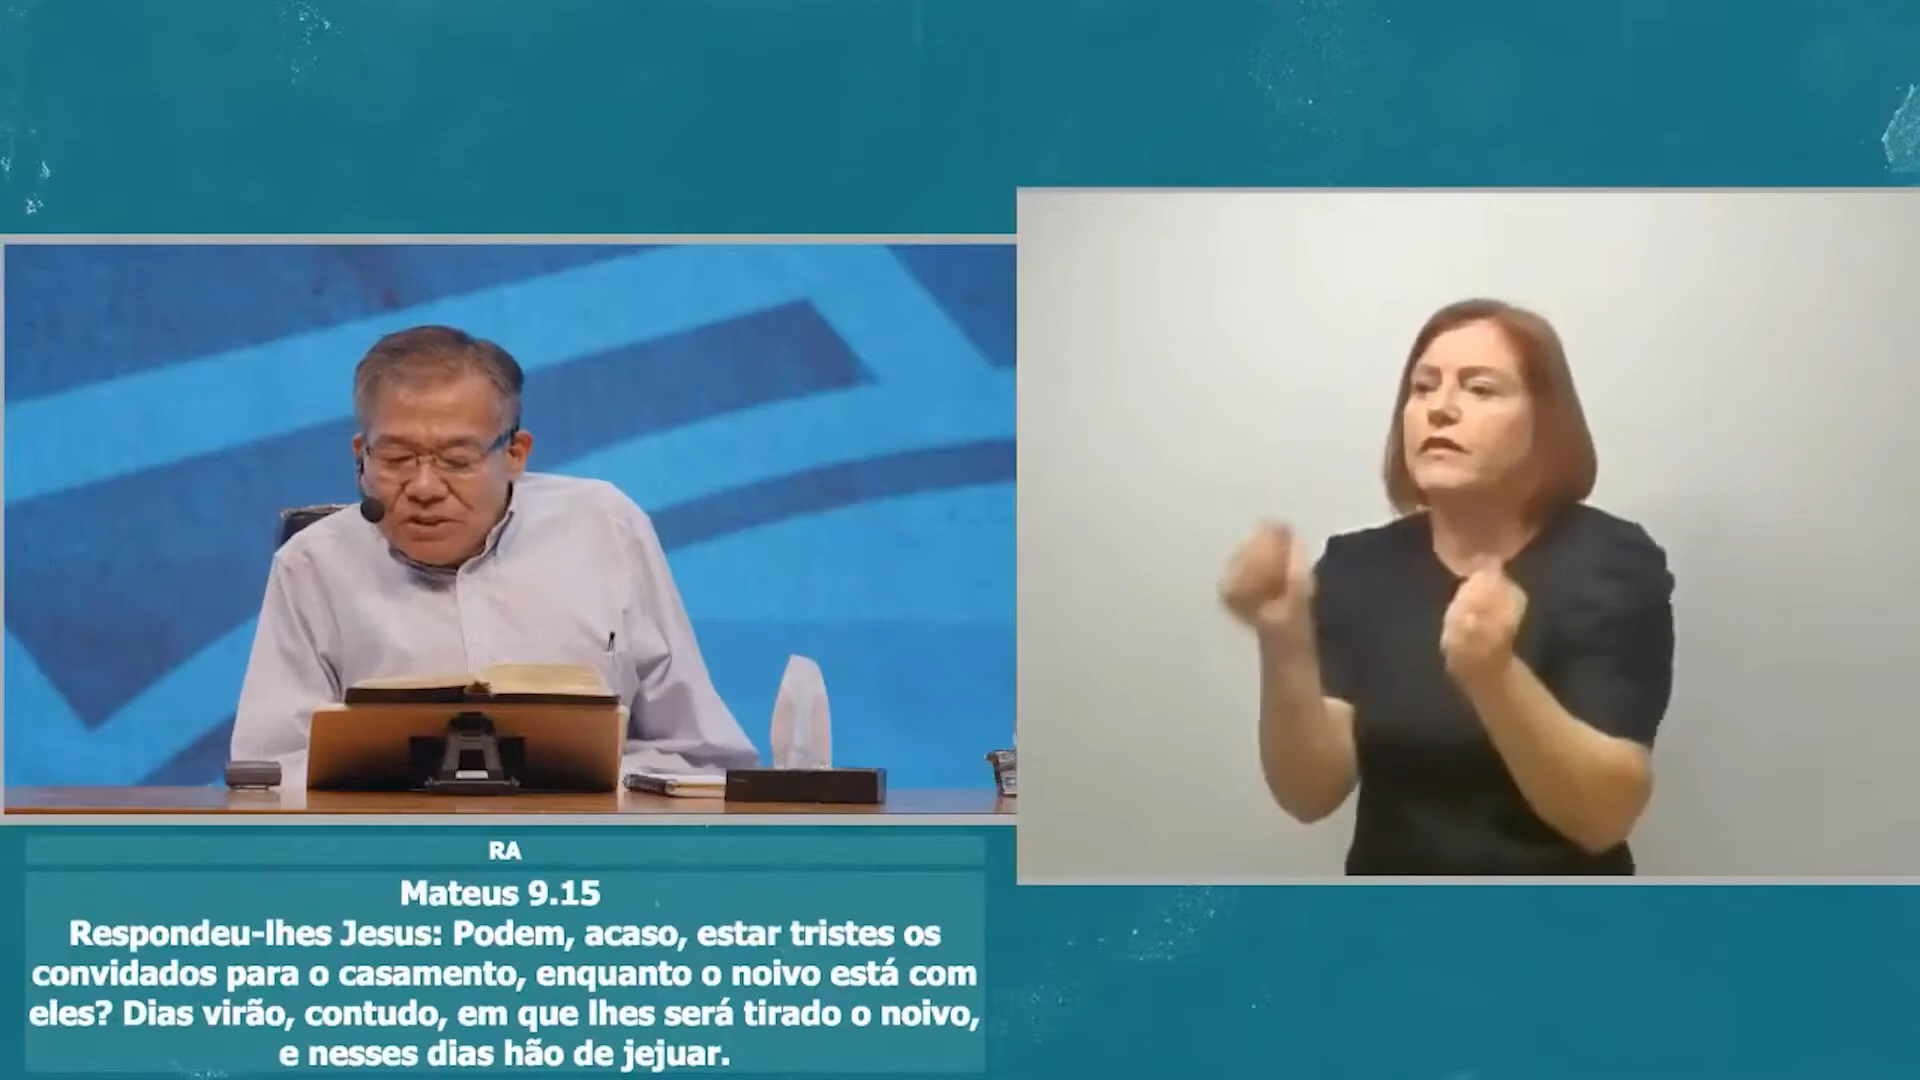 RA
Mateus 9.15
Respondeu-lhes Jesus: Podem, acaso, estar tristes os
convidados para o casamento, enquanto o noivo está com
eles? Dias virão, contudo, em que lhes será tirado o noivo,
e nesses dias hão de jejuar.